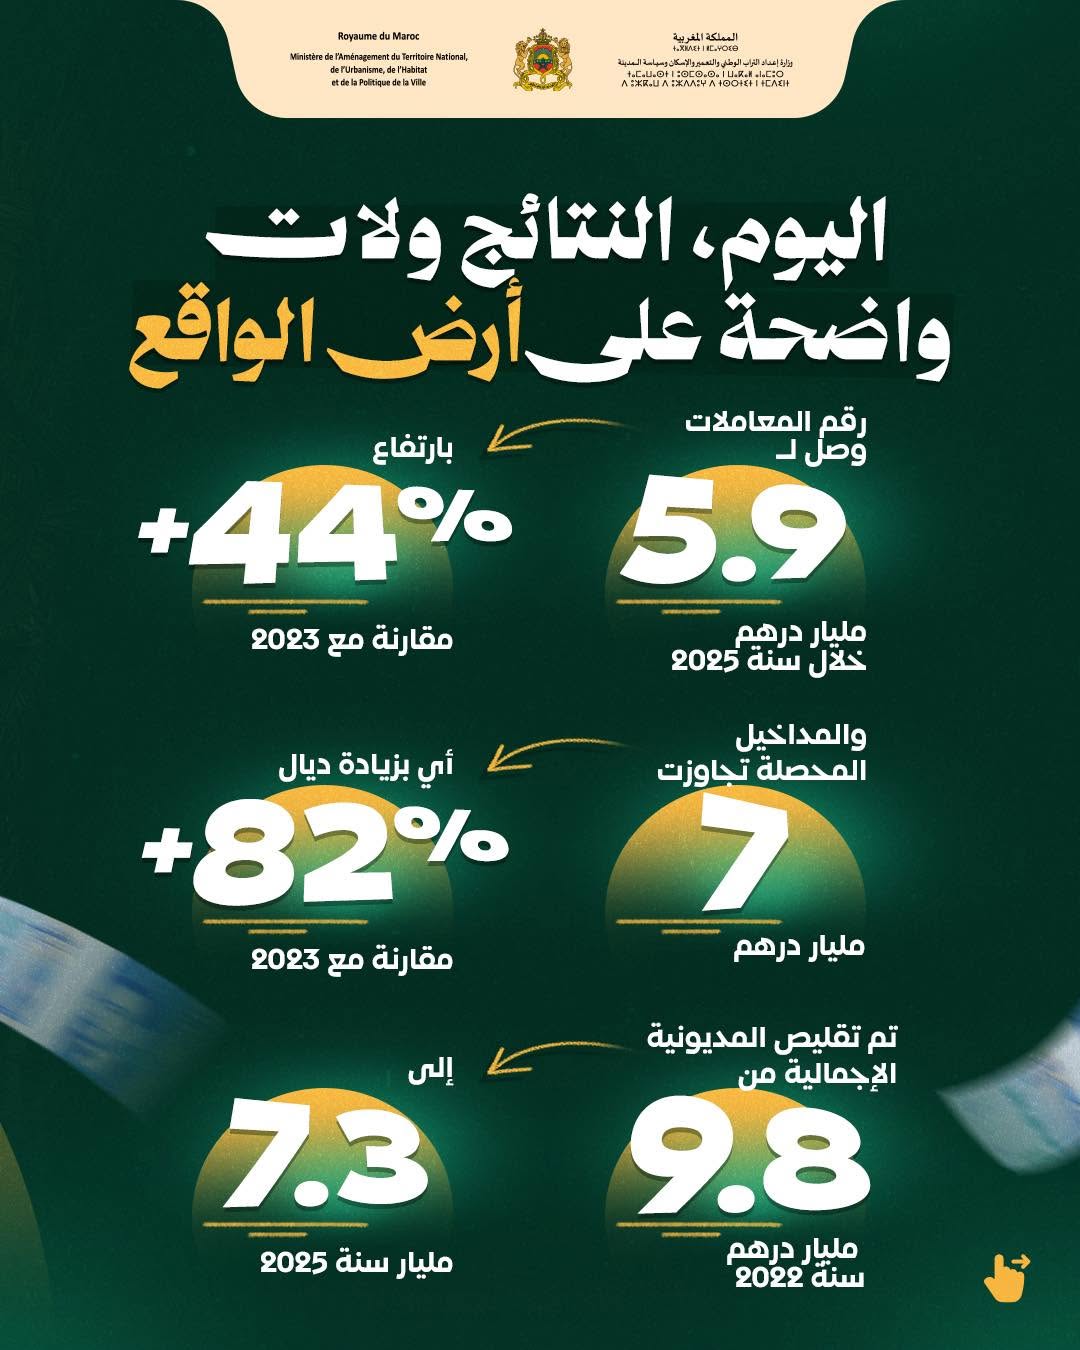 Royaume du Maroc
Ministère de l'Aménagement du Territoire National,
de l'Urbanisme, de l'Habitat
et de la Politique de la Ville
المملكة المغربية
ⵜⴰⴳⵍⴷⵉⵜ ⵏ ⵍⵎⵖⵔⵉⴱ
وزارة إعداد التراب الوطني والتعمير والإسكان وسياسة المدينة
اليوم، النتائج ولات
واضحة على أرض الواقع
رقم المعاملات
وصل لـ
5.9
مليار درهم
خلال سنة 2025
بارتفاع
+44%
مقارنة مع 2023
والمداخيل
المحصلة تجاوزت
7
مليار درهم
أي بزيادة ديال
+82%
مقارنة مع 2023
تم تقليص المديونية
الإجمالية من
9.8
مليار درهم
سنة 2022
إلى
7.3
مليار سنة 2025